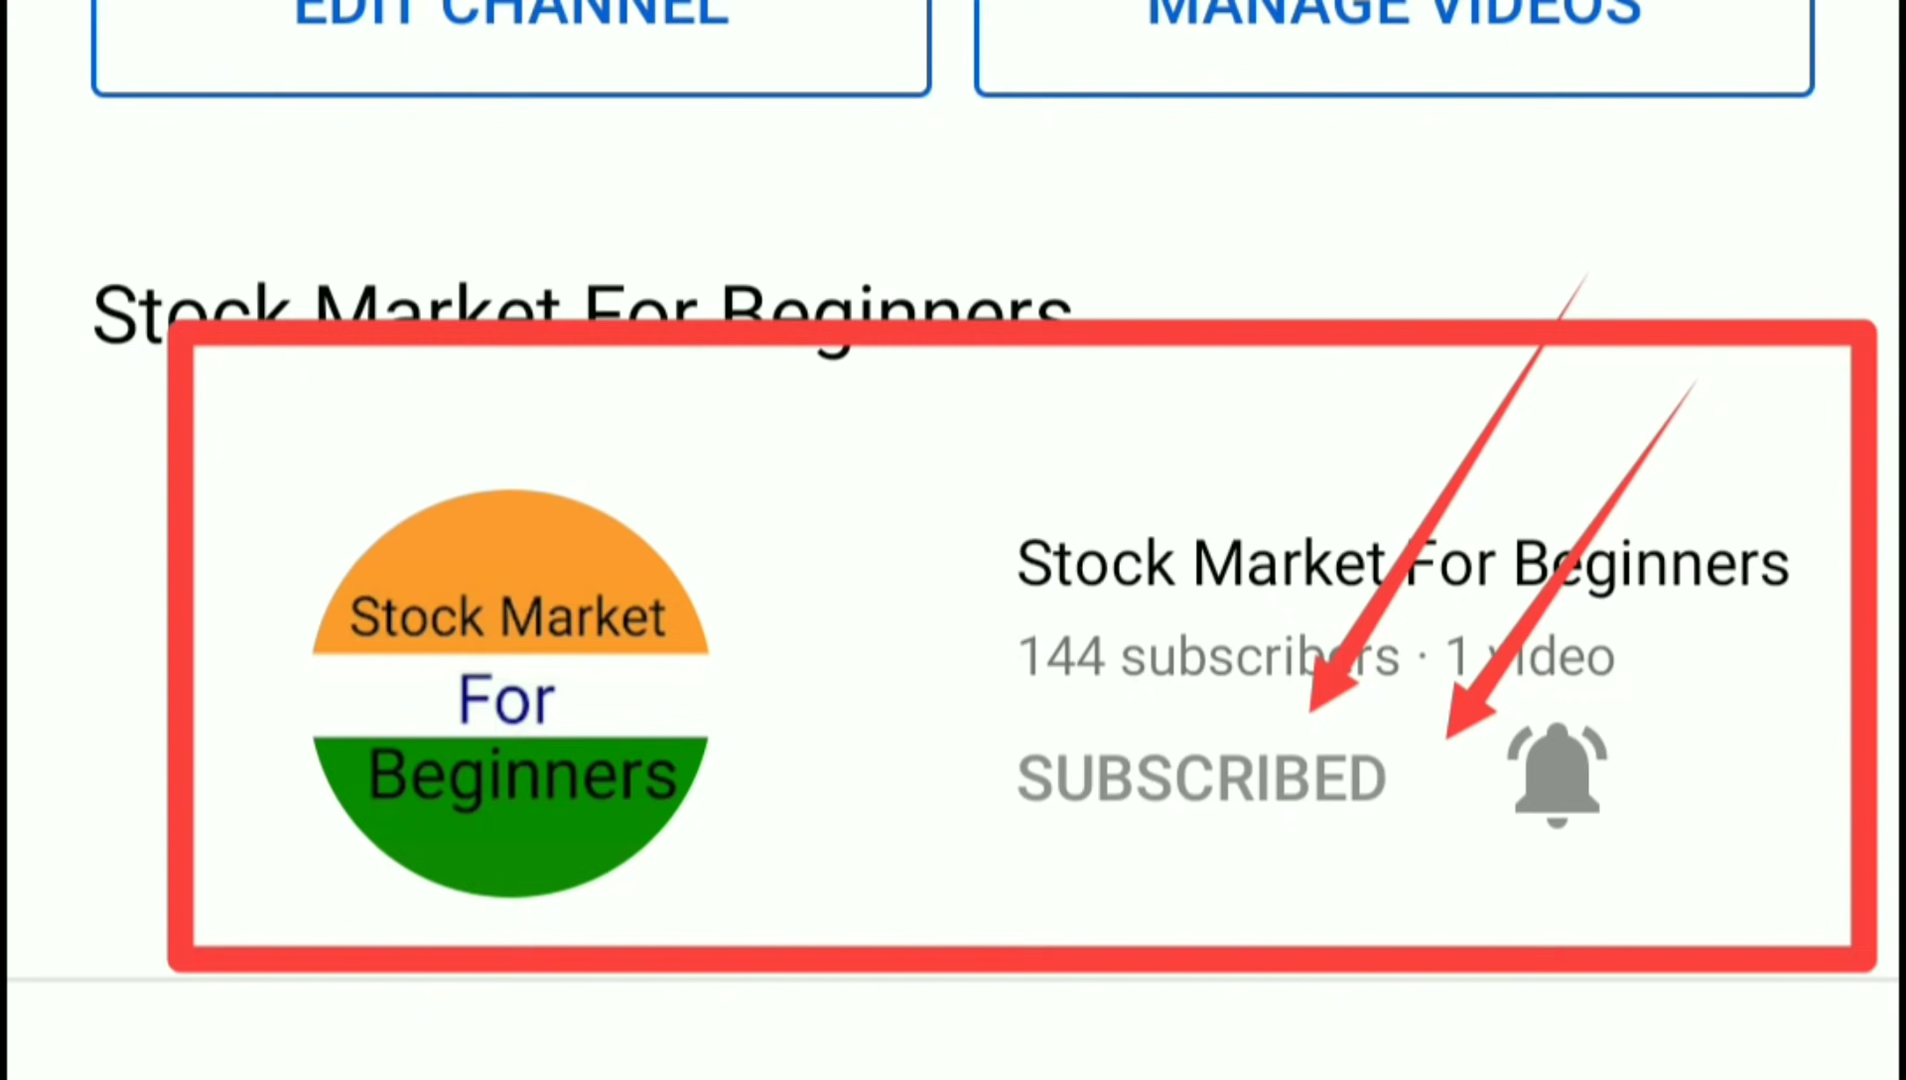 EDIT CHANNEL
MANAGE VIDEOS
Stock Market For Beginners
Stock Market
For
Beginners
Stock Market For Beginners
144 subscribers · 1 video
SUBSCRIBED